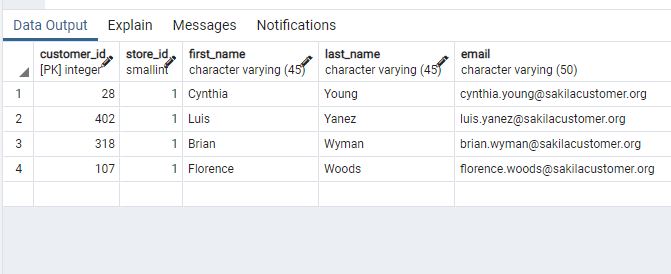 Data Output Explain Messages Notifications
customer_id store_id first_name last_name email
[PK] integer smallint character varying (45) character varying (45) character varying (50)
1 28 1 Cynthia Young cynthia.young@sakilacustomer.org
2 402 1 Luis Yanez luis.yanez@sakilacustomer.org
3 318 1 Brian Wyman brian.wyman@sakilacustomer.org
4 107 1 Florence Woods florence.woods@sakilacustomer.org